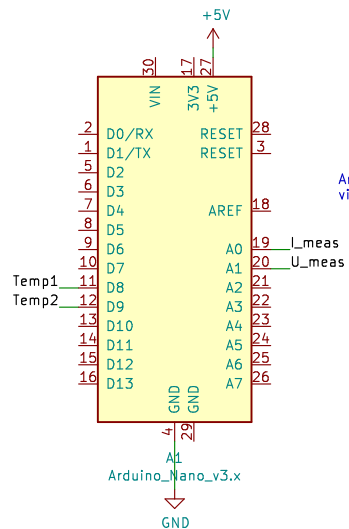 +5V
30 17 27
VIN 3V3 +5V
2 D0/RX RESET 28
1 D1/TX RESET 3
5 D2
6 D3
7 D4 AREF 18
8 D5
9 D6 A0 19 I_meas
10 D7 A1 20 U_meas
Temp1 11 D8 A2 21
Temp2 12 D9 A3 22
13 D10 A4 23
14 D11 A5 24
15 D12 A6 25
16 D13 A7 26
GND GND
4 29
A1
Arduino_Nano_v3.x
GND